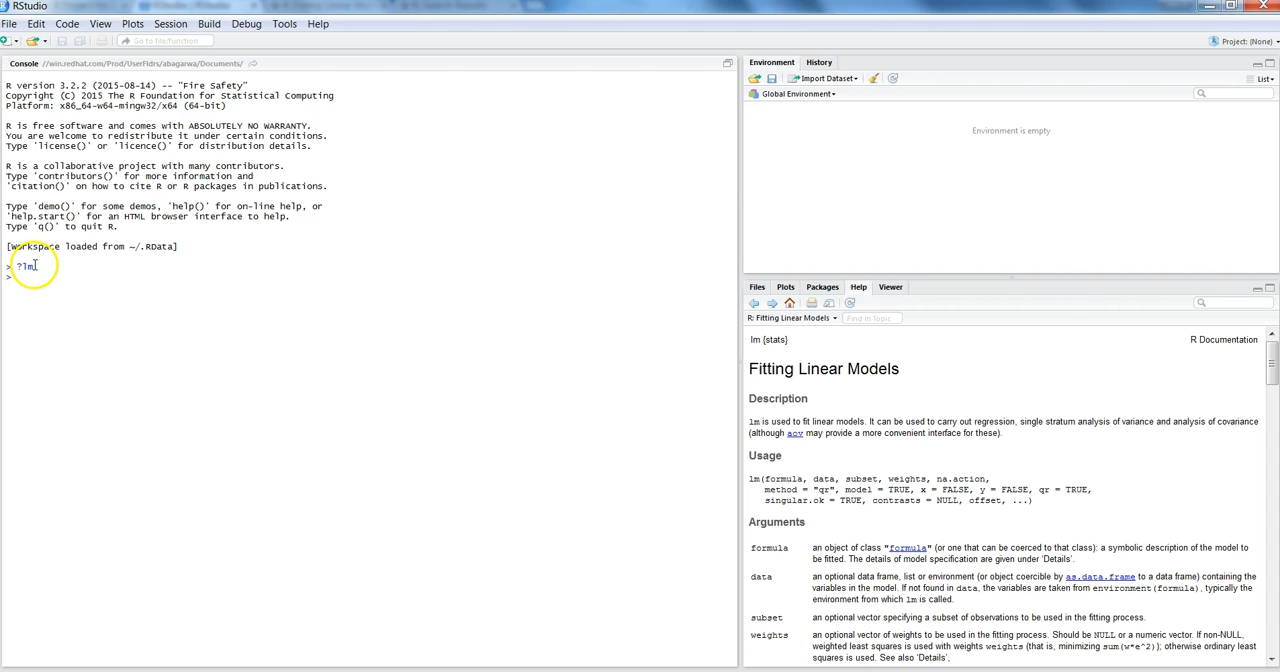 RStudio
File Edit Code View Plots Session Build Debug Tools Help
Go to file/function
Project: (None)
Console //win.redhat.com/Prod/UserFldrs/abagarwa/Documents/
R version 3.2.2 (2015-08-14) -- "Fire Safety"
Copyright (C) 2015 The R Foundation for Statistical Computing
Platform: x86_64-w64-mingw32/x64 (64-bit)
R is free software and comes with ABSOLUTELY NO WARRANTY.
You are welcome to redistribute it under certain conditions.
Type 'license()' or 'licence()' for distribution details.
R is a collaborative project with many contributors.
Type 'contributors()' for more information and
'citation()' on how to cite R or R packages in publications.
Type 'demo()' for some demos, 'help()' for on-line help, or
'help.start()' for an HTML browser interface to help.
Type 'q()' to quit R.
[Workspace loaded from ~/.RData]
> ?lm
>
Environment History
Import Dataset
List
Global Environment
Environment is empty
Files Plots Packages Help Viewer
R: Fitting Linear Models Find in Topic
lm {stats} R Documentation
Fitting Linear Models
Description
lm is used to fit linear models. It can be used to carry out regression, single stratum analysis of variance and analysis of covariance
(although aov may provide a more convenient interface for these).
Usage
lm(formula, data, subset, weights, na.action,
method = "qr", model = TRUE, x = FALSE, y = FALSE, qr = TRUE,
singular.ok = TRUE, contrasts = NULL, offset, ...)
Arguments
formula an object of class "formula" (or one that can be coerced to that class): a symbolic description of the model to
be fitted. The details of model specification are given under 'Details'.
data an optional data frame, list or environment (or object coercible by as.data.frame to a data frame) containing the
variables in the model. If not found in data, the variables are taken from environment(formula), typically the
environment from which lm is called.
subset an optional vector specifying a subset of observations to be used in the fitting process.
weights an optional vector of weights to be used in the fitting process. Should be NULL or a numeric vector. If non-NULL,
weighted least squares is used with weights weights (that is, minimizing sum(w*e^2)); otherwise ordinary least
squares is used. See also 'Details',